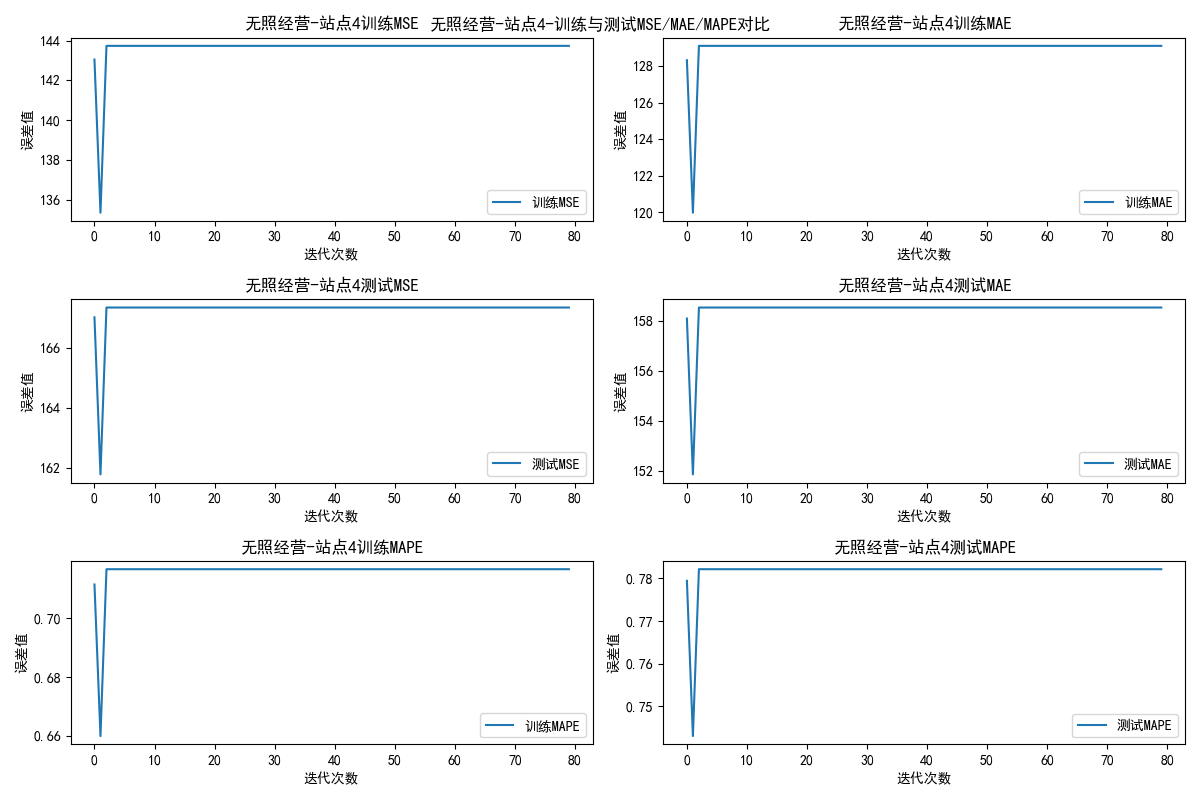 无照经营-站点4-训练与测试MSE/MAE/MAPE对比
无照经营-站点4训练MSE
144
142
140
138
136
误差值
训练MSE
0 10 20 30 40 50 60 70 80
迭代次数
无照经营-站点4训练MAE
128
126
124
122
120
误差值
训练MAE
0 10 20 30 40 50 60 70 80
迭代次数
无照经营-站点4测试MSE
166
164
162
误差值
测试MSE
0 10 20 30 40 50 60 70 80
迭代次数
无照经营-站点4测试MAE
158
156
154
152
误差值
测试MAE
0 10 20 30 40 50 60 70 80
迭代次数
无照经营-站点4训练MAPE
0.70
0.68
0.66
误差值
训练MAPE
0 10 20 30 40 50 60 70 80
迭代次数
无照经营-站点4测试MAPE
0.78
0.77
0.76
0.75
误差值
测试MAPE
0 10 20 30 40 50 60 70 80
迭代次数